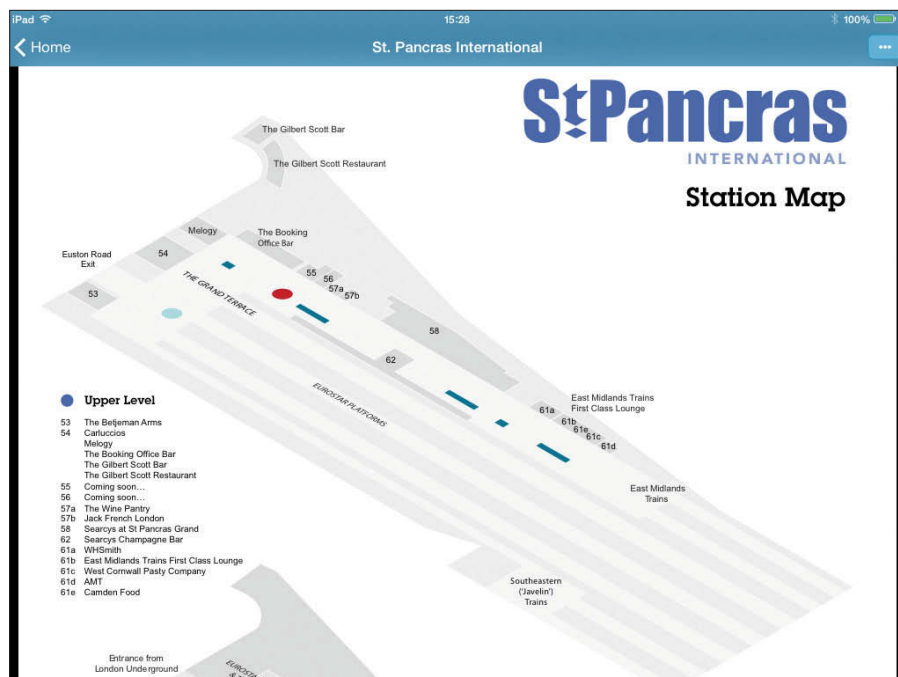 iPad 15:28 100%
Home St. Pancras International
StPancras
INTERNATIONAL
Station Map
The Gilbert Scott Bar
The Gilbert Scott Restaurant
Melogy
The Booking
Office Bar
Euston Road
Exit
54
53
THE GRAND TERRACE
55
56
57a
57b
58
62
EUROSTAR PLATFORMS
East Midlands Trains
First Class Lounge
61a
61b
61e
61c
61d
East Midlands
Trains
Southeastern
('Javelin')
Trains
Upper Level
53 The Betjeman Arms
54 Carluccios
Melogy
The Booking Office Bar
The Gilbert Scott Bar
The Gilbert Scott Restaurant
55 Coming soon…
56 Coming soon…
57a The Wine Pantry
57b Jack French London
58 Searcys at St Pancras Grand
62 Searcys Champagne Bar
61a WHSmith
61b East Midlands Trains First Class Lounge
61c West Cornwall Pasty Company
61d AMT
61e Camden Food
Entrance from
London Underground
EUROSTAR